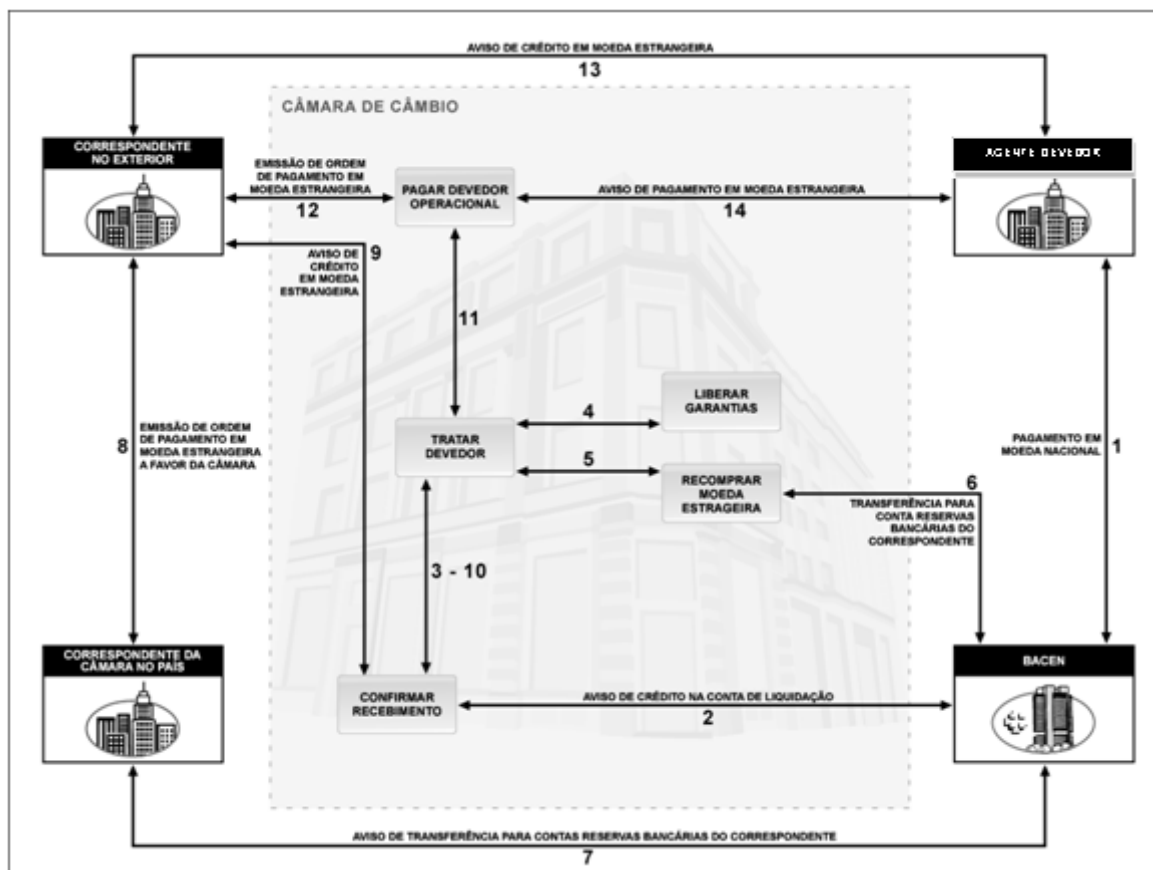 AVISO DE CRÉDITO EM MOEDA ESTRANGEIRA
13
CÂMARA DE CÂMBIO
CORRESPONDENTE
NO EXTERIOR
EMISSÃO DE ORDEM
DE PAGAMENTO EM
MOEDA ESTRANGEIRA
12
PAGAR DEVEDOR
OPERACIONAL
AVISO DE PAGAMENTO EM MOEDA ESTRANGEIRA
14
AGENTE DEVEDOR
AVISO DE
CRÉDITO
EM MOEDA
ESTRANGEIRA
9
11
LIBERAR
GARANTIAS
4
TRATAR
DEVEDOR
5
RECOMPRAR
MOEDA
ESTRAGEIRA
8
EMISSÃO DE ORDEM
DE PAGAMENTO EM
MOEDA ESTRANGEIRA
A FAVOR DA CÂMARA
PAGAMENTO EM
MOEDA NACIONAL
1
6
TRANSFERÊNCIA PARA
CONTA RESERVAS
BANCÁRIAS DO
CORRESPONDENTE
3 - 10
CORRESPONDENTE DA
CÂMARA NO PAÍS
CONFIRMAR
RECEBIMENTO
AVISO DE CRÉDITO NA CONTA DE LIQUIDAÇÃO
2
BACEN
AVISO DE TRANSFERÊNCIA PARA CONTAS RESERVAS BANCÁRIAS DO CORRESPONDENTE
7